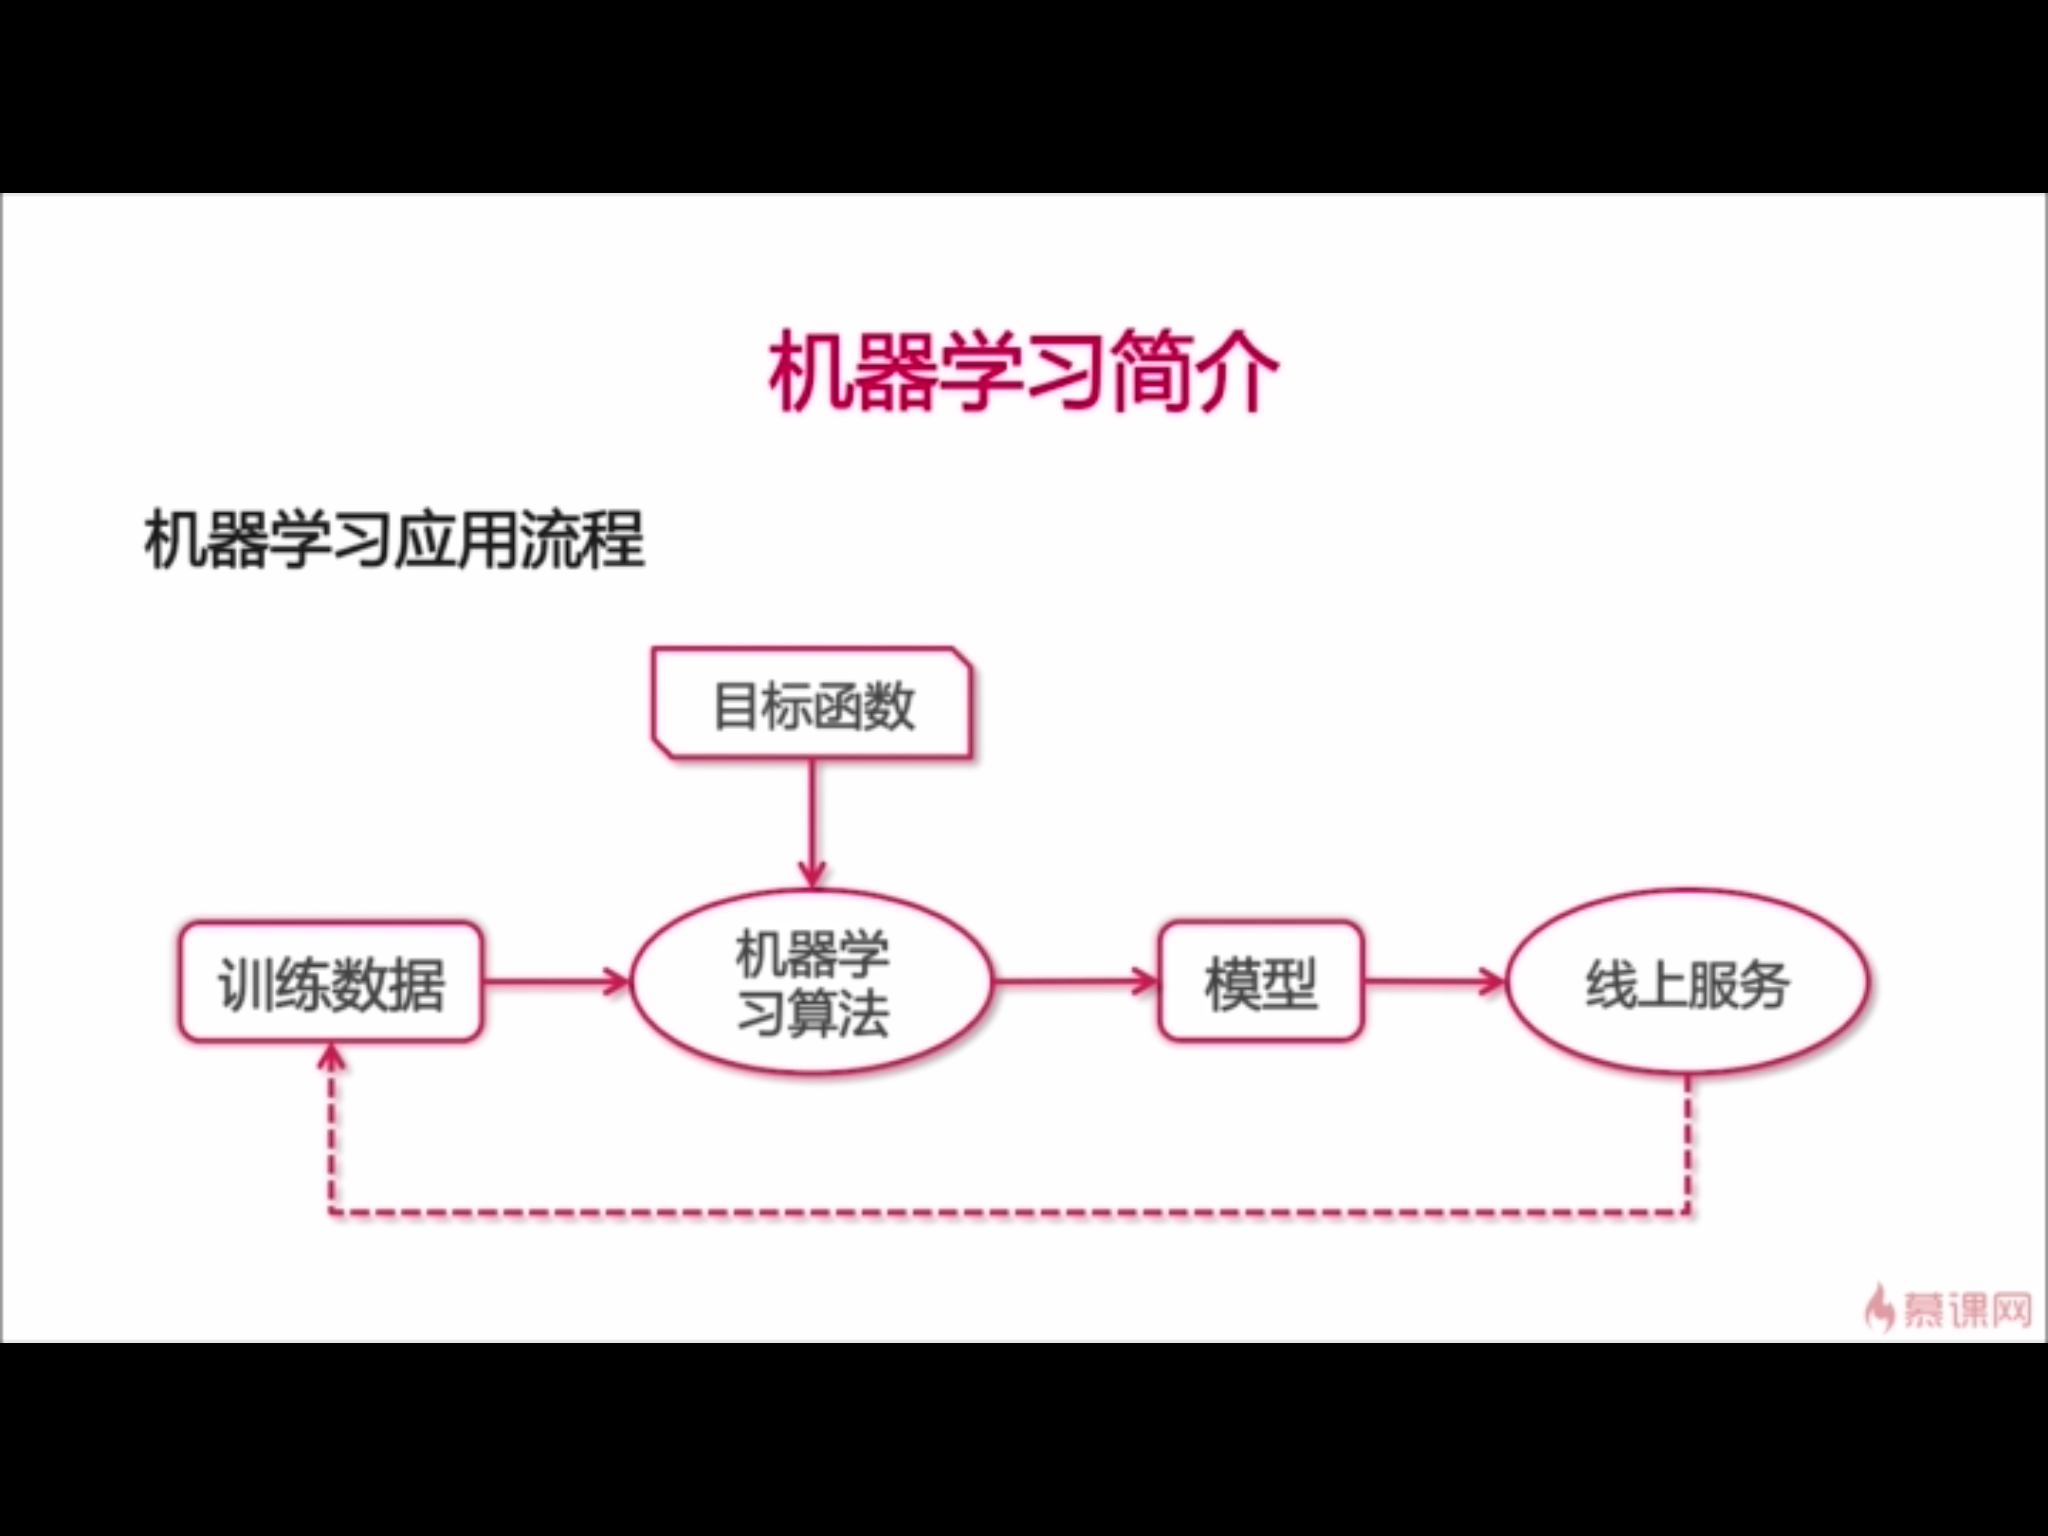 机器学习简介
机器学习应用流程
目标函数
训练数据
机器学
习算法
模型
线上服务
慕课网